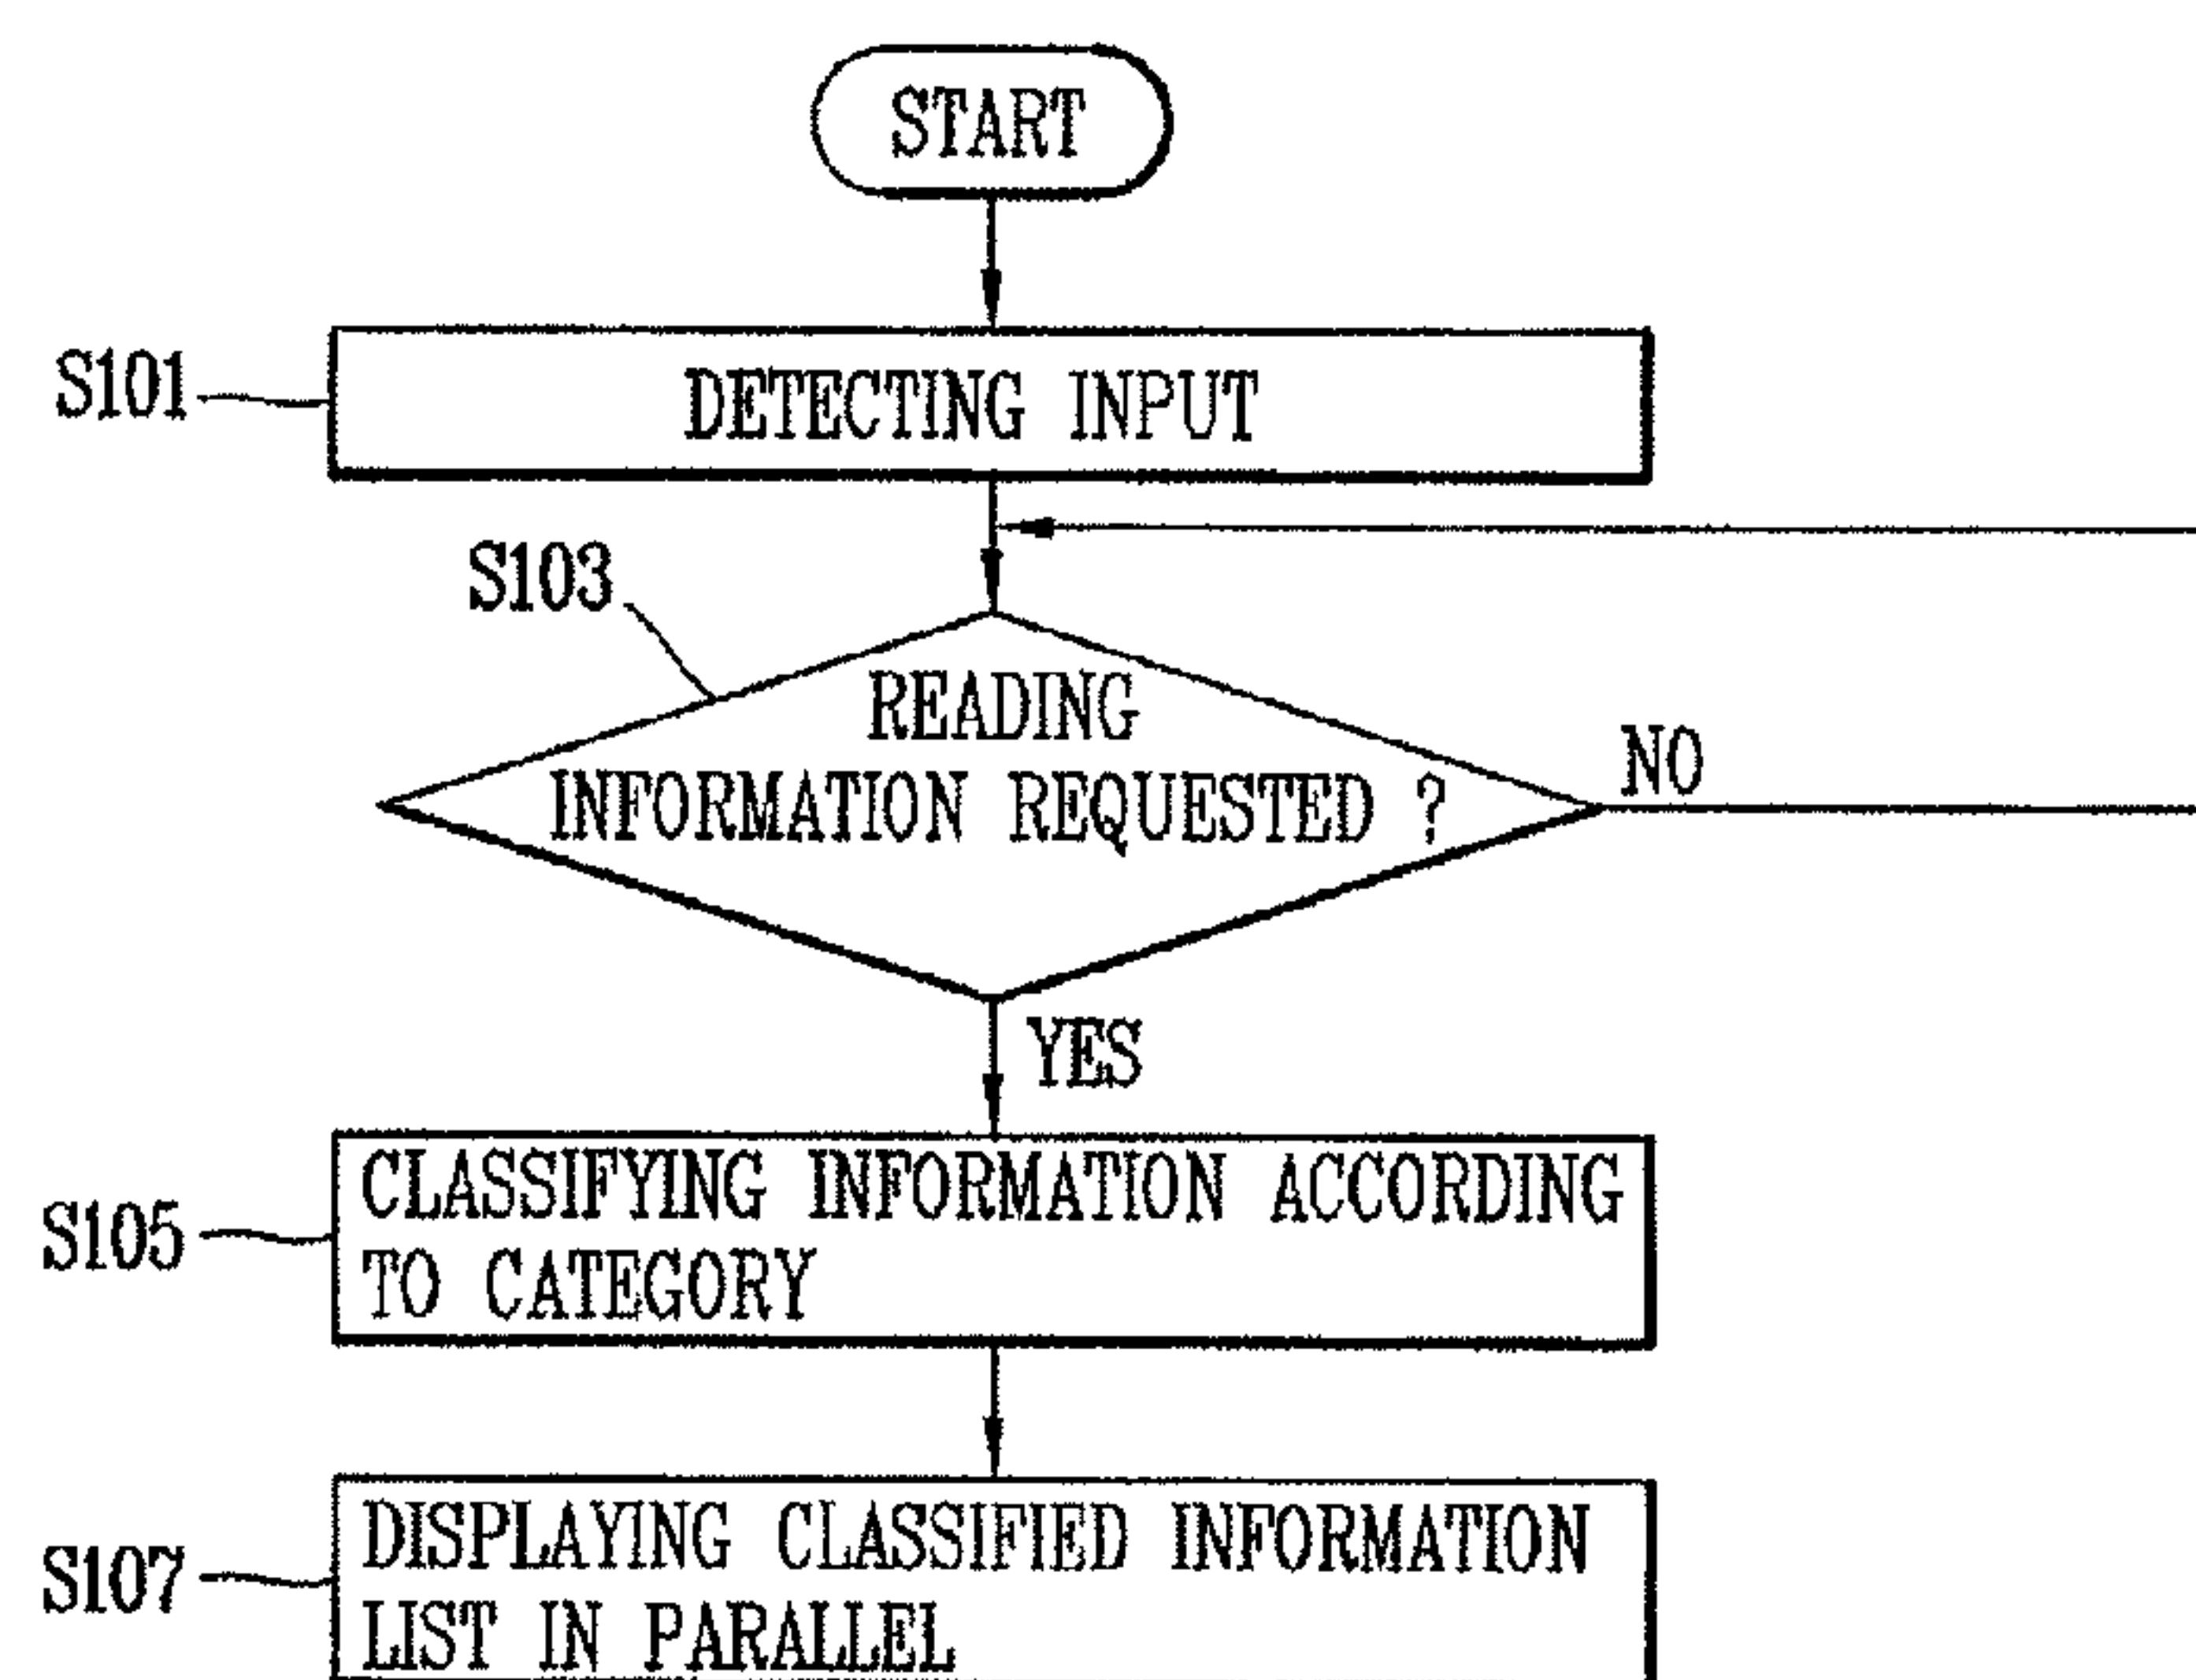 START
S101
DETECTING INPUT
S103
READING
INFORMATION REQUESTED ?
NO
YES
S105
CLASSIFYING INFORMATION ACCORDING
TO CATEGORY
S107
DISPLAYING CLASSIFIED INFORMATION
LIST IN PARALLEL